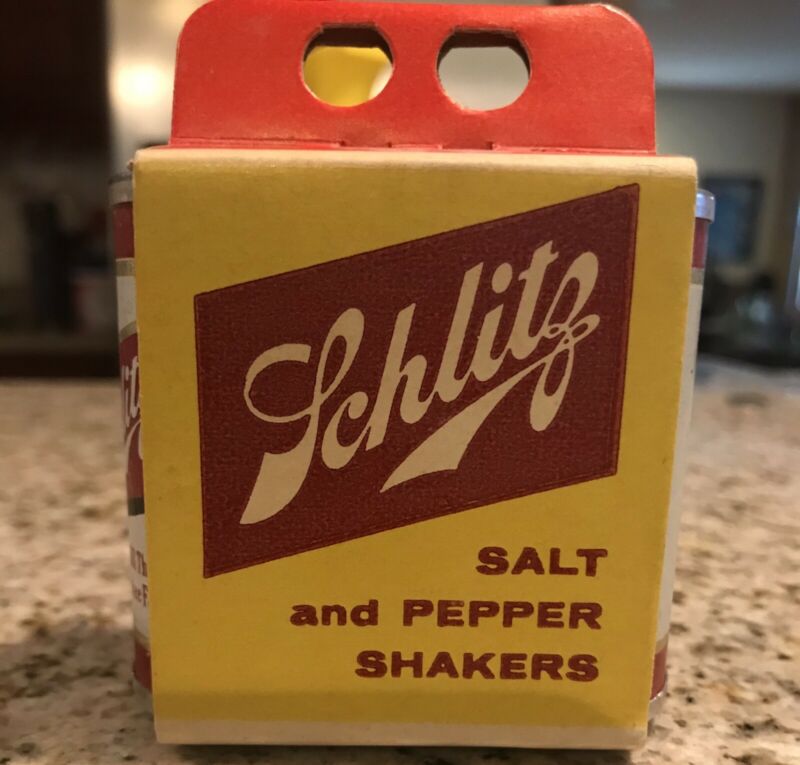 Schlitz
SALT
and PEPPER
SHAKERS